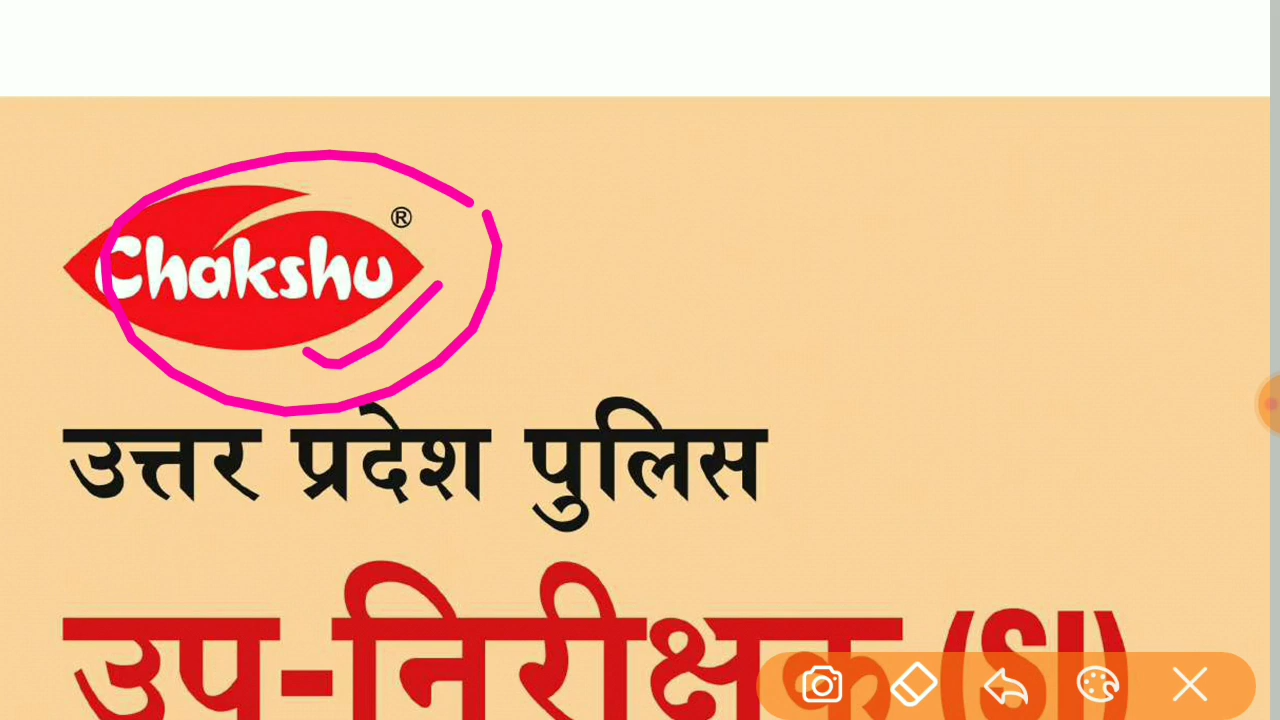 Chakshu ®
उत्तर प्रदेश पुलिस
उप-निरीक्षक (SI)